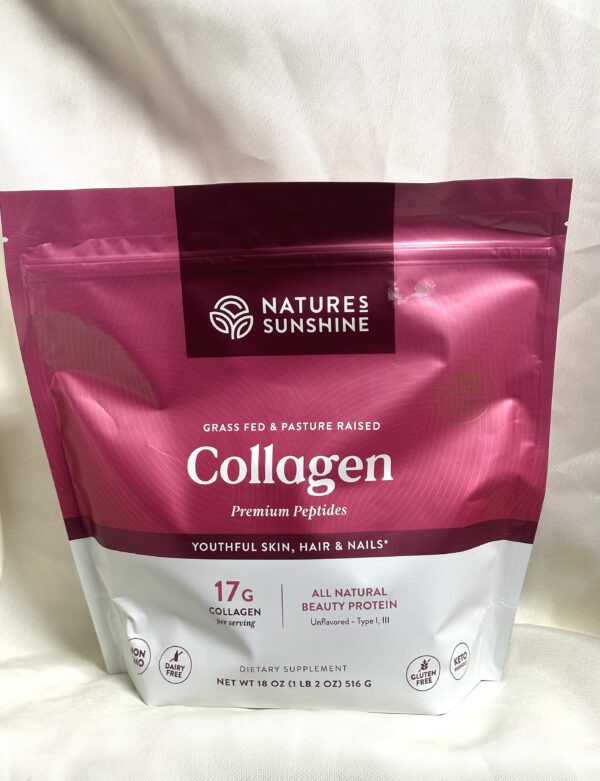 NATURES
SUNSHINE
GRASS FED & PASTURE RAISED
Collagen
Premium Peptides
YOUTHFUL SKIN, HAIR & NAILS*
17G
COLLAGEN
per serving
ALL NATURAL
BEAUTY PROTEIN
Unflavored - Type I, III
NON
MO
DAIRY
FREE
GLUTEN
FREE
KETO
DIETARY SUPPLEMENT
NET WT 18 OZ (1 LB 2 OZ) 516 G